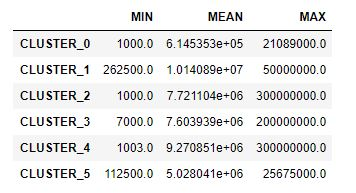 MIN MEAN MAX
CLUSTER_0 1000.0 6.145353e+05 21089000.0
CLUSTER_1 262500.0 1.014089e+07 50000000.0
CLUSTER_2 1000.0 7.721104e+06 300000000.0
CLUSTER_3 7000.0 7.603939e+06 200000000.0
CLUSTER_4 1003.0 9.270851e+06 300000000.0
CLUSTER_5 112500.0 5.028041e+06 25675000.0